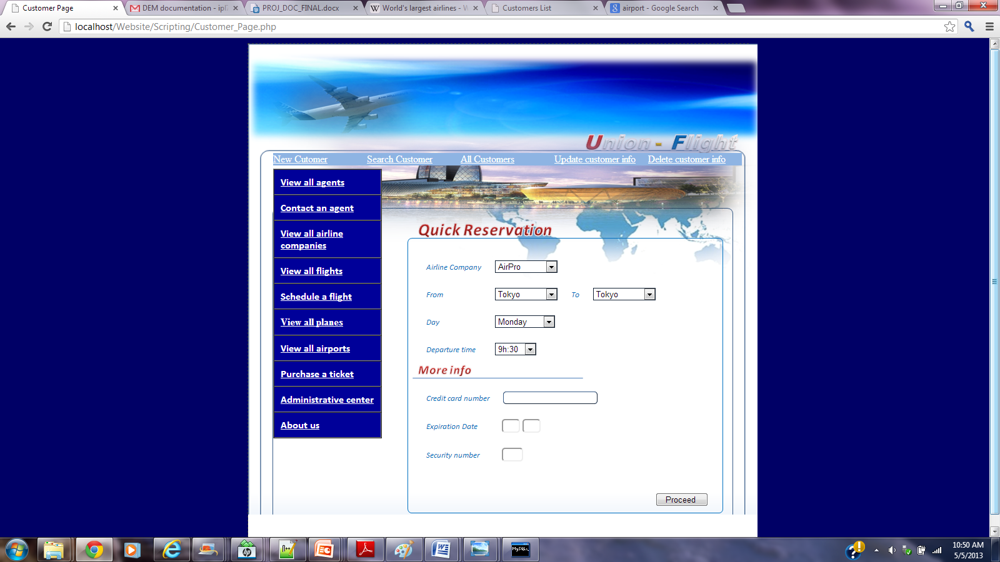 Customer Page
DEM documentation - ipl7
PROJ_DOC_FINAL.docx
World's largest airlines - W
Customers List
airport - Google Search
localhost/Website/Scripting/Customer_Page.php
Union - Flight
New Cutomer Search Customer All Customers Update customer info Delete customer info
View all agents
Contact an agent
View all airline
companies
View all flights
Schedule a flight
View all planes
View all airports
Purchase a ticket
Administrative center
About us
Quick Reservation
Airline Company AirPro
From Tokyo To Tokyo
Day Monday
Departure time 9h:30
More info
Credit card number
Expiration Date
Security number
Proceed
10:50 AM
5/5/2013